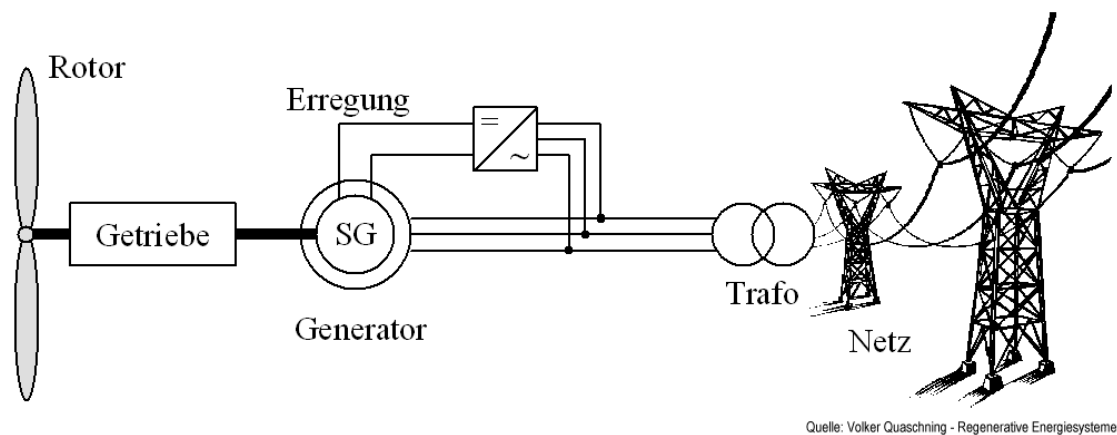 Rotor
Erregung
=
~
Getriebe
SG
Generator
Trafo
Netz
Quelle: Volker Quaschning - Regenerative Energiesysteme